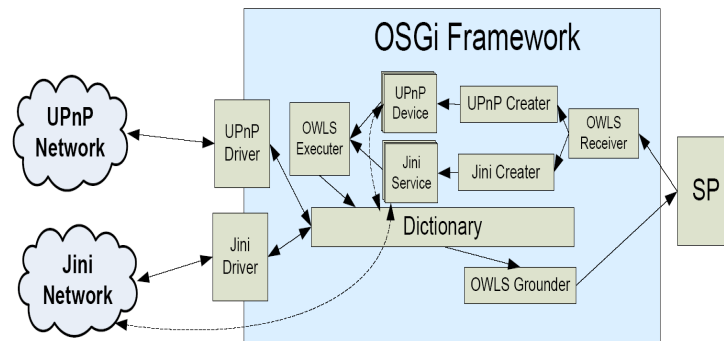 OSGi Framework
UPnP
Network
UPnP
Driver
OWLS
Executer
UPnP
Device
UPnP Creater
OWLS
Receiver
Jini
Service
Jini Creater
SP
Jini
Network
Jini
Driver
Dictionary
OWLS Grounder